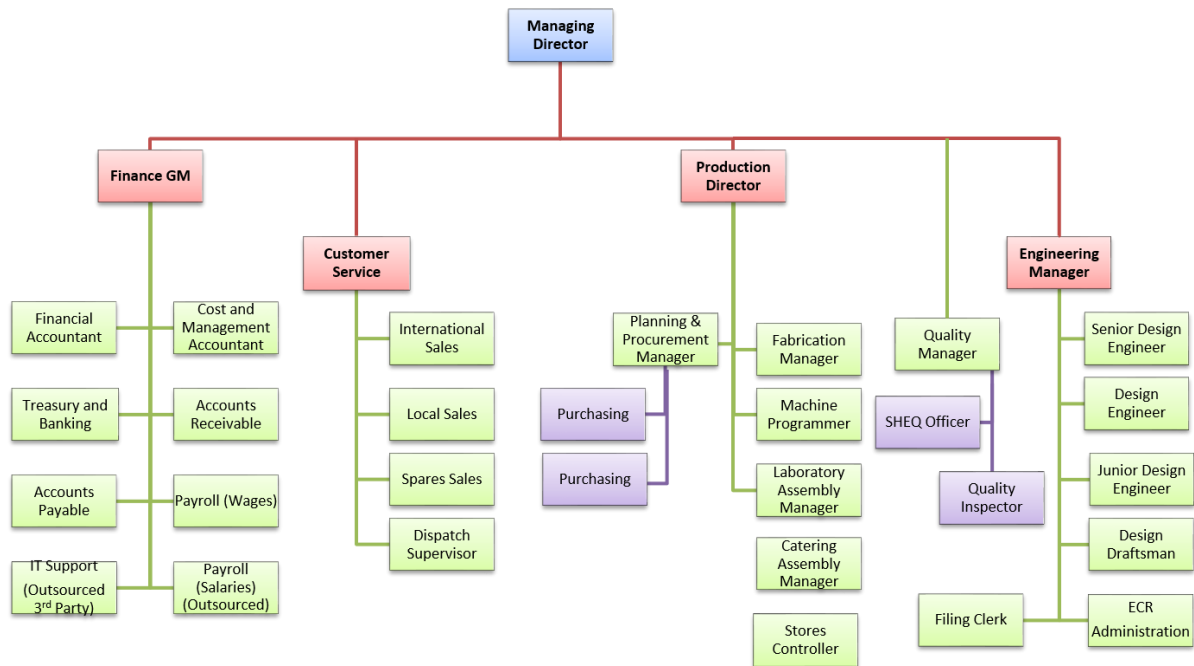 Managing
Director
Finance GM
Production
Director
Customer
Service
Engineering
Manager
Financial
Accountant
Cost and
Management
Accountant
Treasury and
Banking
Accounts
Receivable
Accounts
Payable
Payroll (Wages)
IT Support
(Outsourced
3rd Party)
Payroll
(Salaries)
(Outsourced)
International
Sales
Local Sales
Spares Sales
Dispatch
Supervisor
Planning &
Procurement
Manager
Purchasing
Purchasing
Fabrication
Manager
Machine
Programmer
Laboratory
Assembly
Manager
Catering
Assembly
Manager
Stores
Controller
Quality
Manager
SHEQ Officer
Quality
Inspector
Senior Design
Engineer
Design
Engineer
Junior Design
Engineer
Design
Draftsman
Filing Clerk
ECR
Administration